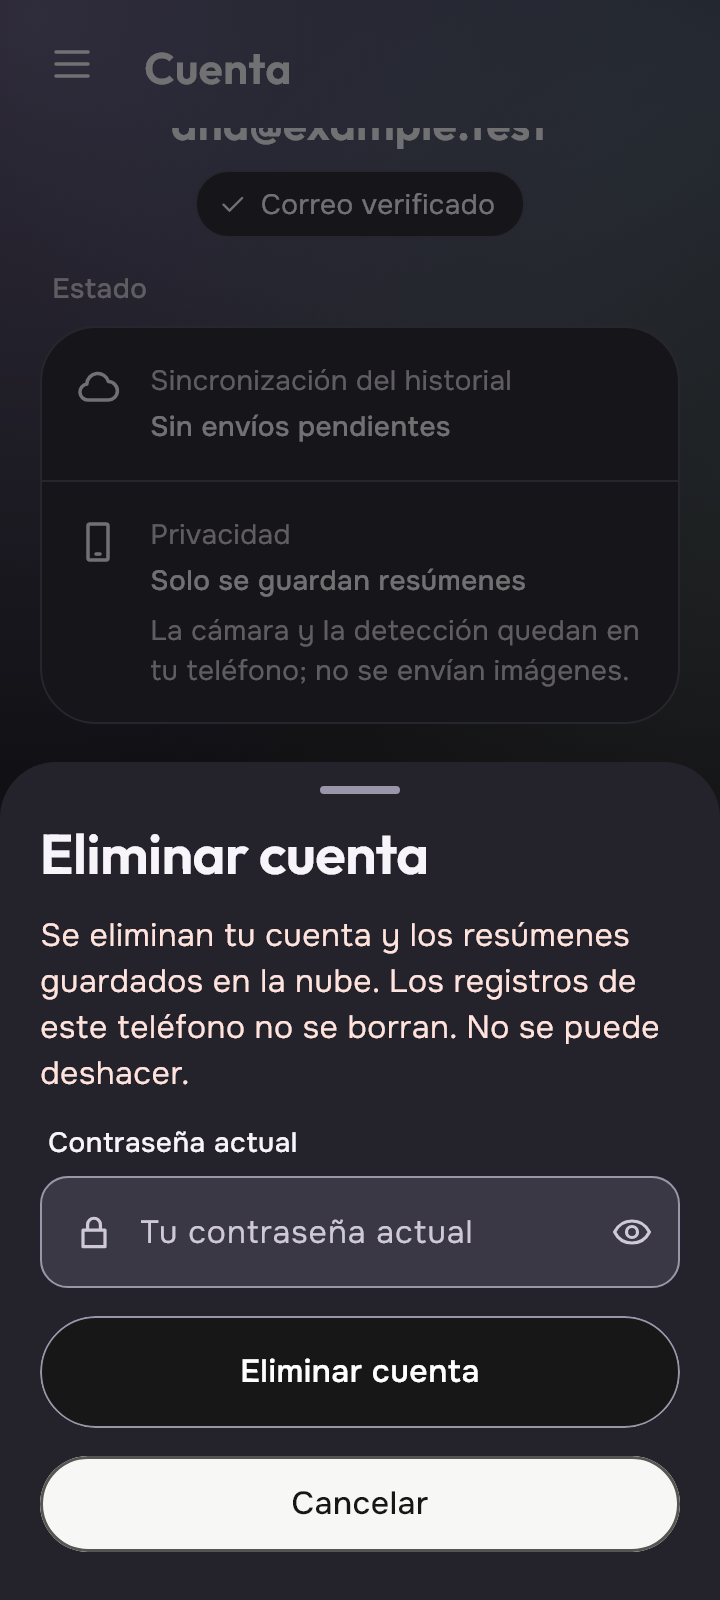 Cuenta
ana@example.test
Correo verificado
Estado
Sincronización del historial
Sin envíos pendientes
Privacidad
Solo se guardan resúmenes
La cámara y la detección quedan en
tu teléfono; no se envían imágenes.
Eliminar cuenta
Se eliminan tu cuenta y los resúmenes
guardados en la nube. Los registros de
este teléfono no se borran. No se puede
deshacer.
Contraseña actual
Tu contraseña actual
Eliminar cuenta
Cancelar